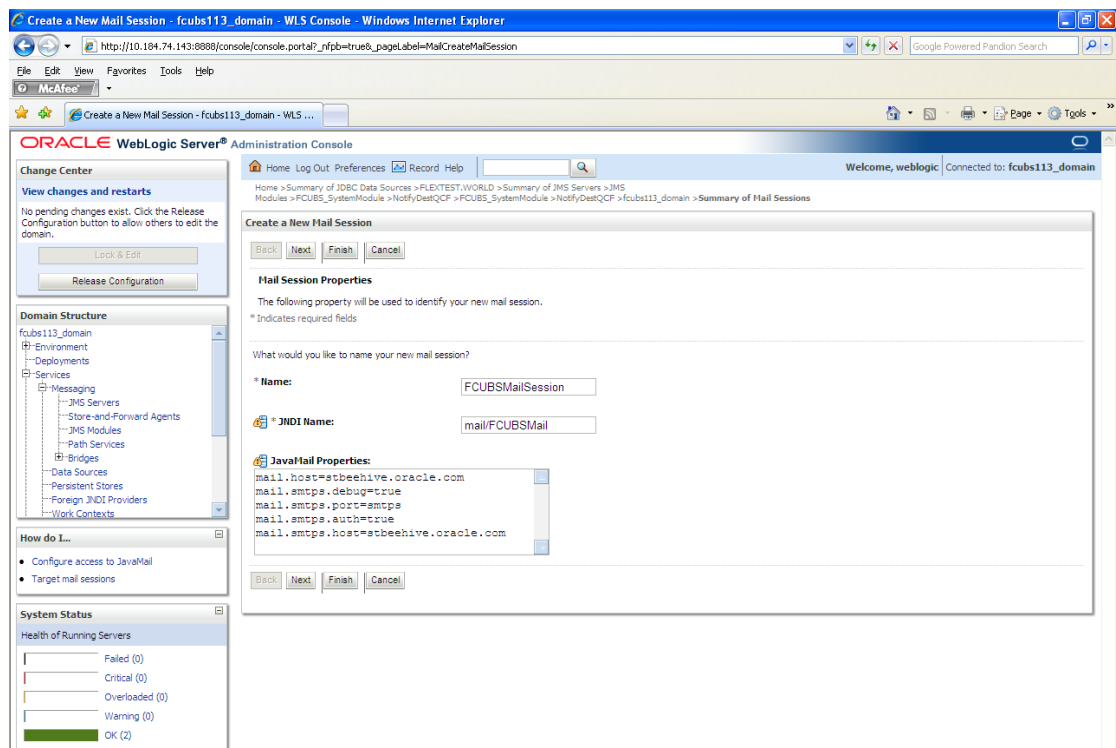 Create a New Mail Session - fcubs113_domain - WLS Console - Windows Internet Explorer
http://10.184.74.143:8888/console/console.portal?_nfpb=true&_pageLabel=MailCreateMailSession
Google Powered Pandion Search
File Edit View Favorites Tools Help
McAfee
Create a New Mail Session - fcubs113_domain - WLS ...
Page Tools
ORACLE WebLogic Server® Administration Console
Change Center
View changes and restarts
No pending changes exist. Click the Release
Configuration button to allow others to edit the
domain.
Lock & Edit
Release Configuration
Domain Structure
fcubs113_domain
Environment
Deployments
Services
Messaging
JMS Servers
Store-and-Forward Agents
JMS Modules
Path Services
Bridges
Data Sources
Persistent Stores
Foreign JNDI Providers
Work Contexts
How do I...
Configure access to JavaMail
Target mail sessions
System Status
Health of Running Servers
Failed (0)
Critical (0)
Overloaded (0)
Warning (0)
OK (2)
Home Log Out Preferences Record Help
Welcome, weblogic Connected to: fcubs113_domain
Home >Summary of JDBC Data Sources >FLEXTEST.WORLD >Summary of JMS Servers >JMS
Modules >FCUBS_SystemModule >NotifyDestQCF >FCUBS_SystemModule >NotifyDestQCF >fcubs113_domain >Summary of Mail Sessions
Create a New Mail Session
Back Next Finish Cancel
Mail Session Properties
The following property will be used to identify your new mail session.
* Indicates required fields
What would you like to name your new mail session?
* Name: FCUBSMailSession
* JNDI Name: mail/FCUBSMail
JavaMail Properties:
mail.host=stbeehive.oracle.com
mail.smtps.debug=true
mail.smtps.port=smtps
mail.smtps.auth=true
mail.smtps.host=stbeehive.oracle.com
Back Next Finish Cancel